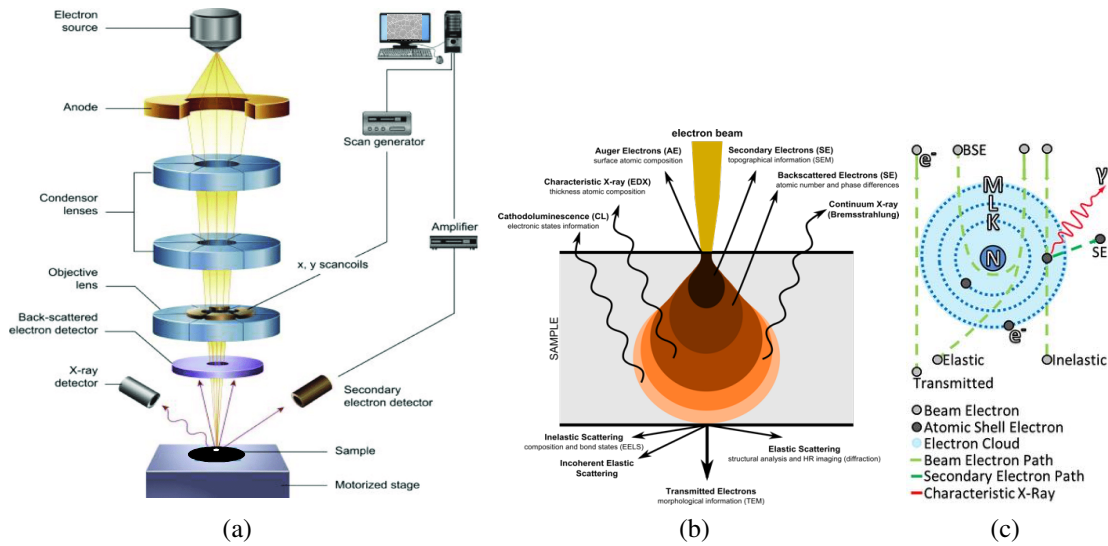 Electron
source
Anode
Scan generator
Condensor
lenses
Amplifier
x, y scancoils
Objective
lens
Back-scattered
electron detector
X-ray
detector
Secondary
electron detector
Sample
Motorized stage
(a)
electron beam
Auger Electrons (AE)
surface atomic composition
Secondary Electrons (SE)
topographical information (SEM)
Characteristic X-ray (EDX)
thickness atomic composition
Backscattered Electrons (SE)
atomic number and phase differences
Cathodoluminescence (CL)
electronic states information
Continuum X-ray
(Bremsstrahlung)
SAMPLE
Inelastic Scattering
composition and bond states (EELS)
Elastic Scattering
structural analysis and HR imaging (diffraction)
Incoherent Elastic
Scattering
Transmitted Electrons
morphological information (TEM)
(b)
e-
BSE
γ
M
L
K
N
SE
e-
Elastic
Inelastic
Transmitted
Beam Electron
Atomic Shell Electron
Electron Cloud
Beam Electron Path
Secondary Electron Path
Characteristic X-Ray
(c)